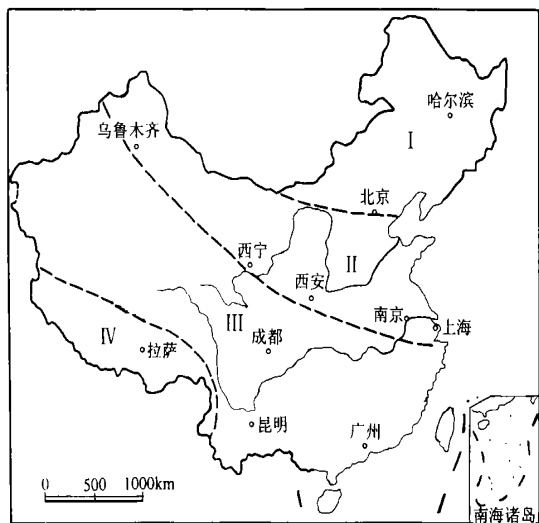 哈尔滨
I
乌鲁木齐
北京
西宁
II
西安
南京
上海
III
成都
IV
拉萨
昆明
广州
0 500 1000km
南海诸岛